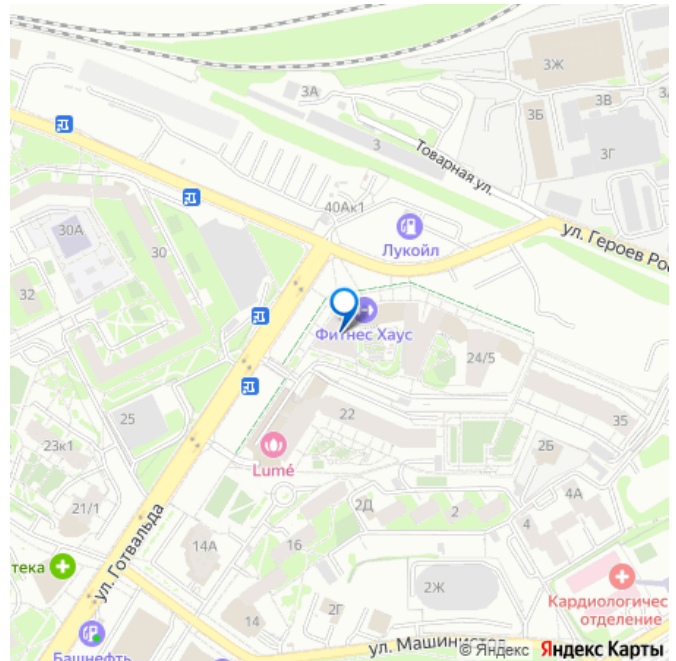 3Ж
3А
3В
3Б
3
3Г
Товарная ул.
40Ак1
30А
30
Лукойл
ул. Героев Рос
32
Фитнес Хаус
24/5
25
22
35
23к1
2Б
Lumé
21/1
2Д
2
4А
4
14А
16
тека
ул. Готвальда
2Ж
Кардиологичес
отделение
14
2Г
Башнефть
ул. Машинистов
© Яндекс Яндекс Карты